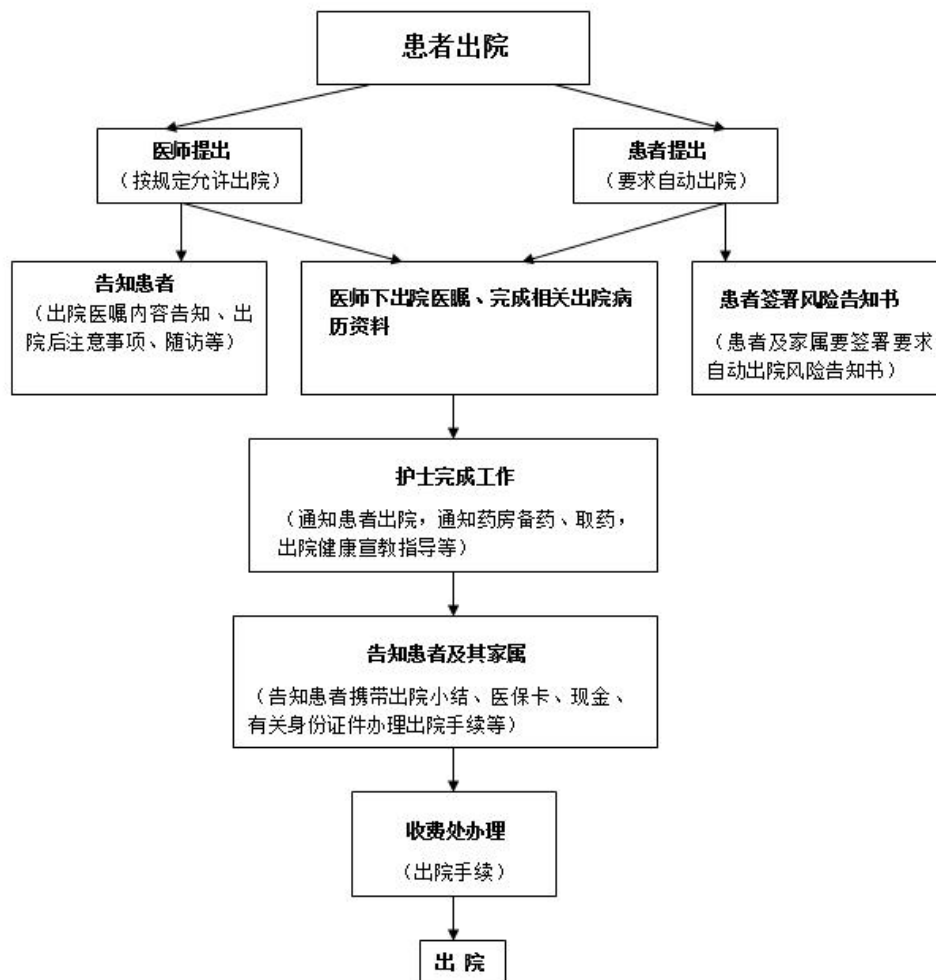 患者出院
医师提出
（按规定允许出院）
患者提出
（要求自动出院）
告知患者
（出院医嘱内容告知、出
院后注意事项、随访等）
医师下出院医嘱、完成相关出院病
历资料
患者签署风险告知书
（患者及家属要签署要求
自动出院风险告知书）
护士完成工作
（通知患者出院，通知药房备药、取药，
出院健康宣教指导等）
告知患者及其家属
（告知患者携带出院小结、医保卡、现金、
有关身份证件办理出院手续等）
收费处办理
（出院手续）
出 院